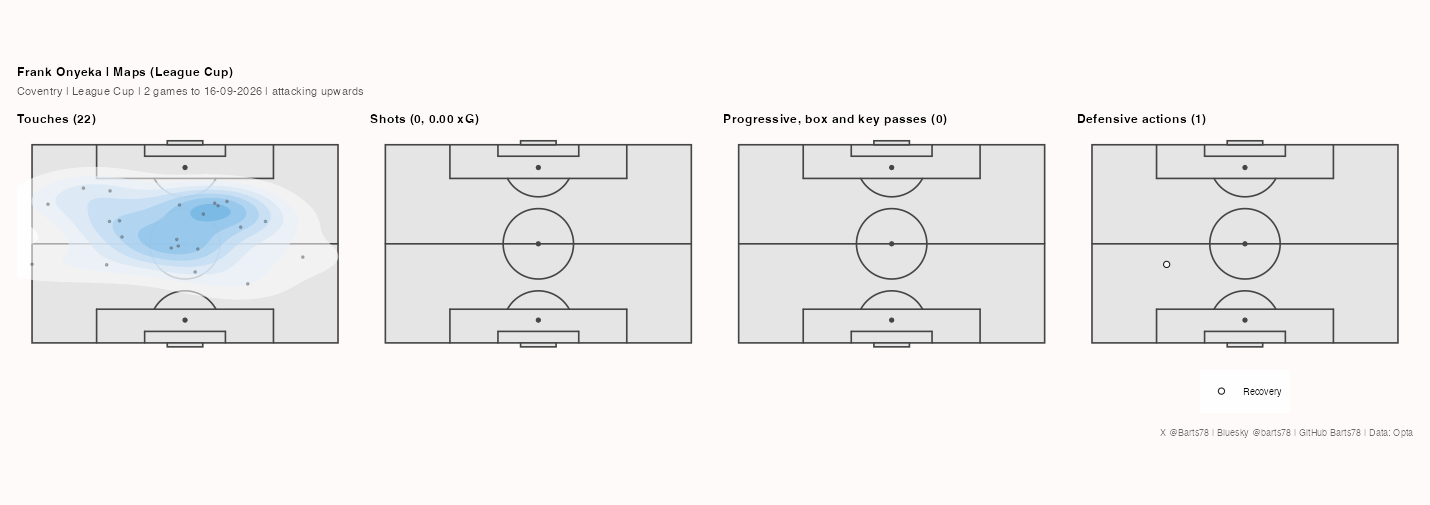 Frank Onyeka | Maps (League Cup)
Coventry | League Cup | 2 games to 16-09-2026 | attacking upwards
Touches (22)
Shots (0, 0.00 xG)
Progressive, box and key passes (0)
Defensive actions (1)
Recovery
X @Barts78 | Bluesky @barts78 | GitHub Barts78 | Data: Opta